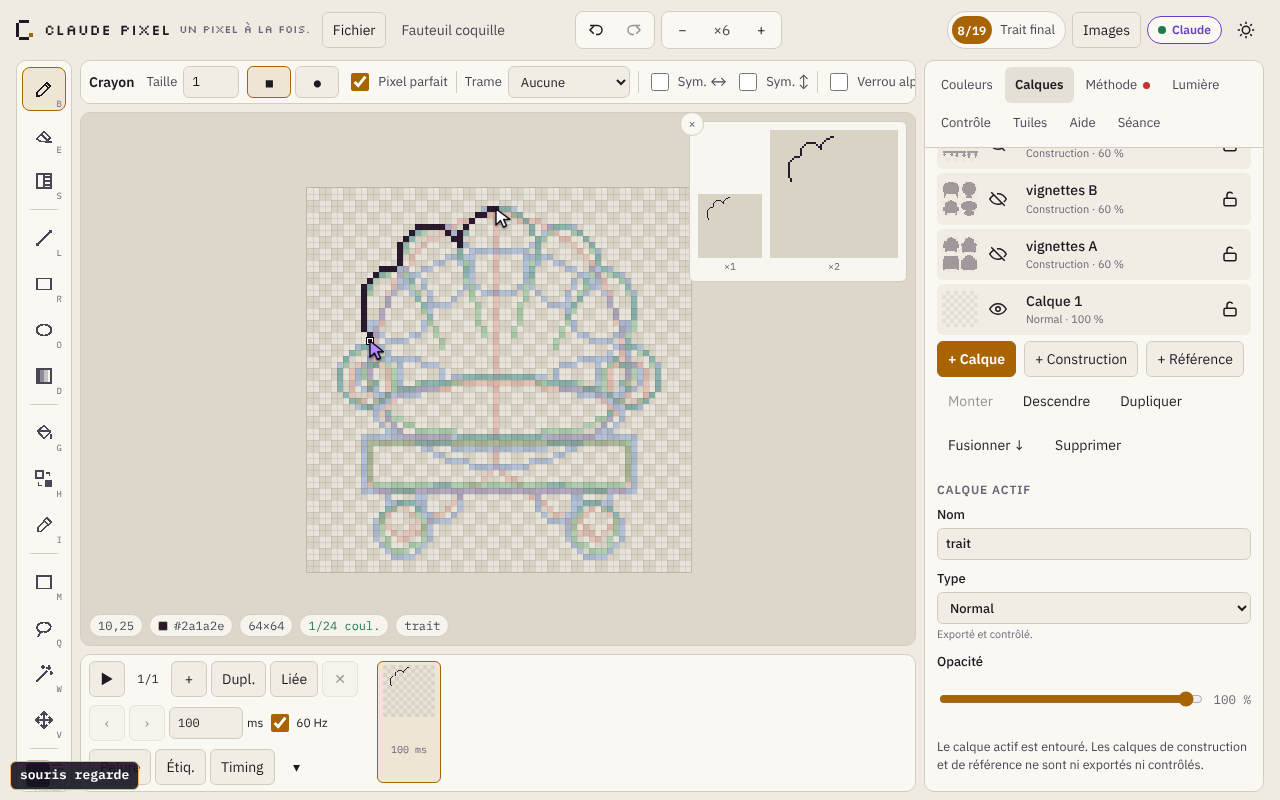 CLAUDE PIXEL UN PIXEL À LA FOIS. Fichier Fauteuil coquille − ×6 + 8/19 Trait final Images Claude
Crayon Taille 1 ■ ● Pixel parfait Trame Aucune Sym. ↔ Sym. ↕ Verrou alp
Couleurs Calques Méthode Lumière
Contrôle Tuiles Aide Séance
B
E
S
L
R
O
D
G
H
I
M
Q
W
V
×
×1 ×2
Construction · 60 %
vignettes B
Construction · 60 %
vignettes A
Construction · 60 %
Calque 1
Normal · 100 %
+ Calque + Construction + Référence
Monter Descendre Dupliquer
Fusionner ↓ Supprimer
CALQUE ACTIF
Nom
trait
Type
Normal
Exporté et contrôlé.
Opacité
100 %
Le calque actif est entouré. Les calques de construction
et de référence ne sont ni exportés ni contrôlés.
10,25 #2a1a2e 64×64 1/24 coul. trait
▶ 1/1 + Dupl. Liée ×
‹ › 100 ms 60 Hz
100 ms
Étiq. Timing ▼
souris regarde